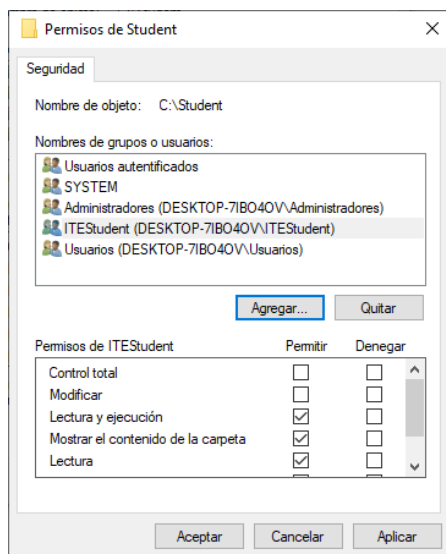 Permisos de Student
Seguridad
Nombre de objeto: C:\Student
Nombres de grupos o usuarios:
Usuarios autentificados
SYSTEM
Administradores (DESKTOP-7IBO4OV\Administradores)
ITEStudent (DESKTOP-7IBO4OV\ITEStudent)
Usuarios (DESKTOP-7IBO4OV\Usuarios)
Agregar... Quitar
Permisos de ITEStudent Permitir Denegar
Control total
Modificar
Lectura y ejecución
Mostrar el contenido de la carpeta
Lectura
Aceptar Cancelar Aplicar